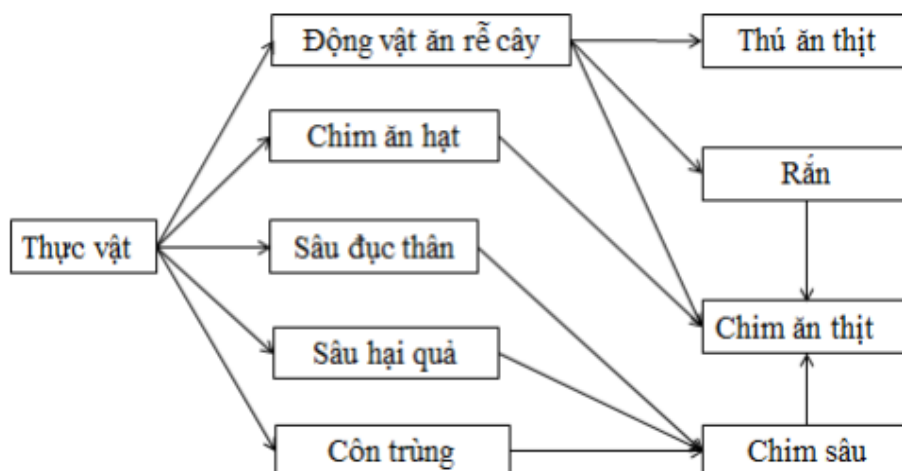 Động vật ăn rễ cây
Thú ăn thịt
Chim ăn hạt
Rắn
Thực vật
Sâu đục thân
Chim ăn thịt
Sâu hại quả
Côn trùng
Chim sâu